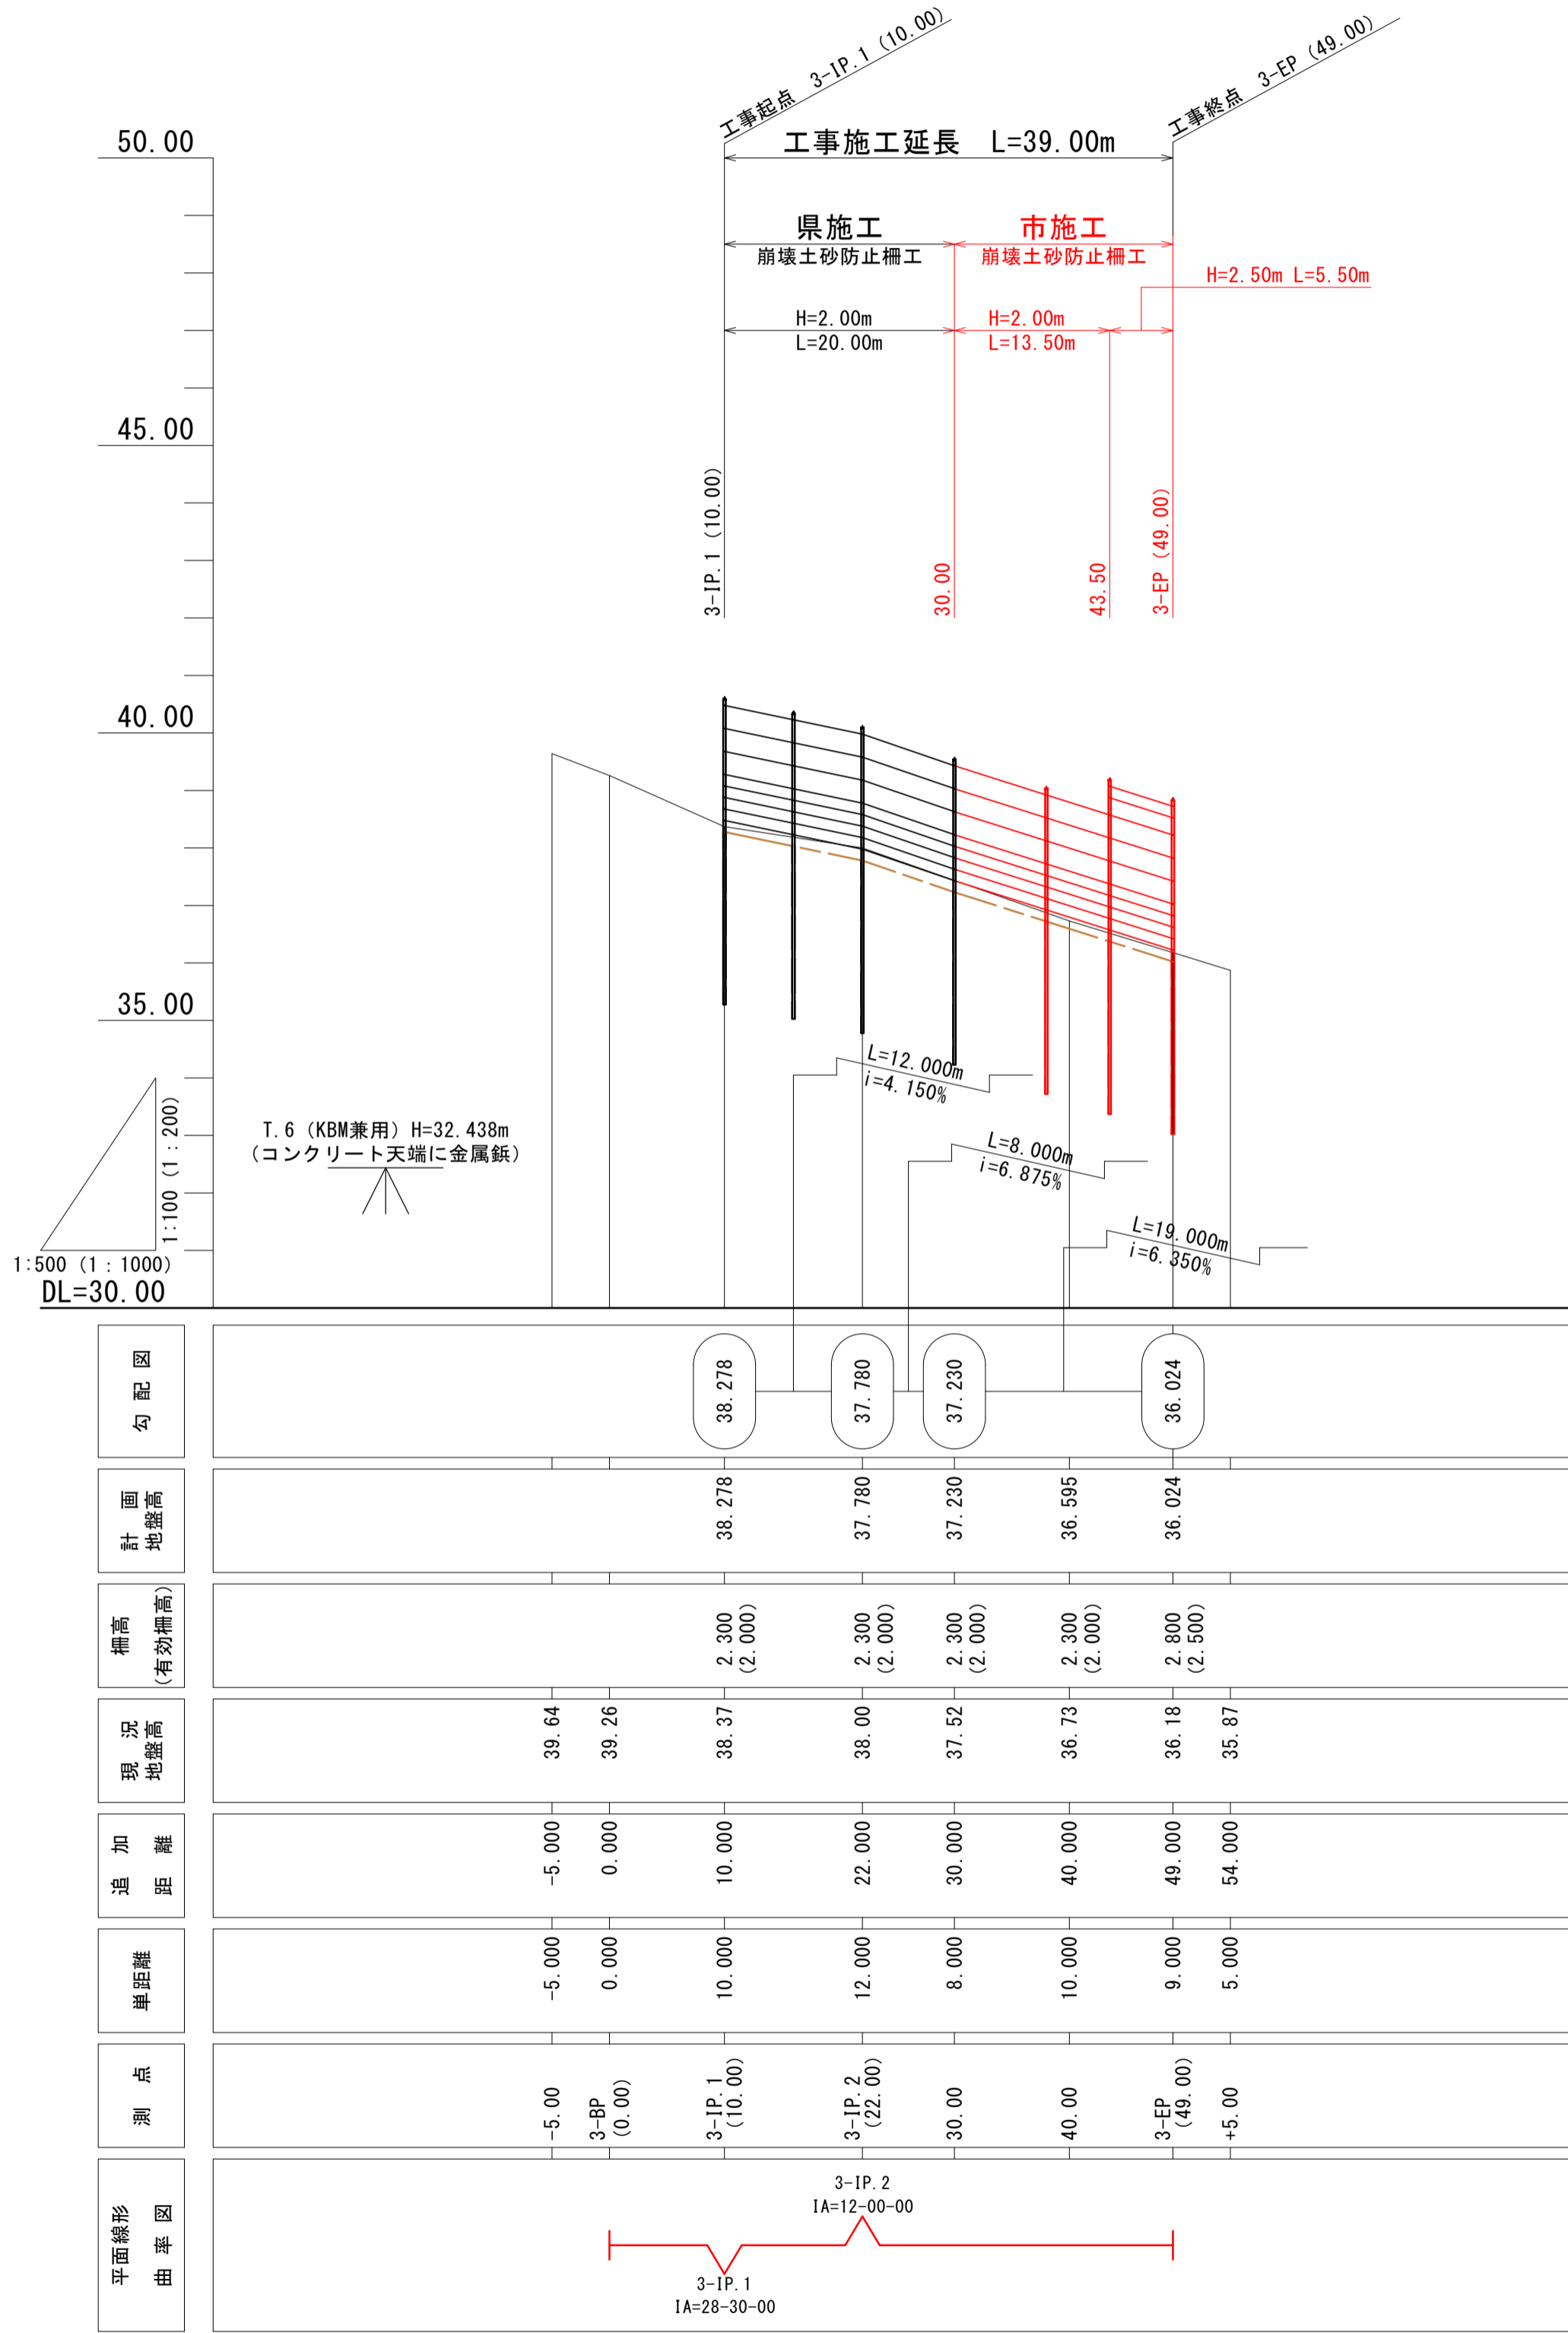 工事起点　3-IP.1 (10.00)
工事終点　3-EP (49.00)
50.00
工事施工延長　L=39.00m
県施工
崩壊土砂防止柵工
市施工
崩壊土砂防止柵工
H=2.50m L=5.50m
H=2.00m
L=20.00m
H=2.00m
L=13.50m
45.00
3-IP.1 (10.00)
30.00
43.50
3-EP (49.00)
40.00
35.00
L=12.000m
i=4.150%
T.6（KBM兼用）H=32.438m
（コンクリート天端に金属鋲）
L=8.000m
i=6.875%
L=19.000m
i=6.350%
1:100 (1：200)
1:500 (1：1000)
DL=30.00
勾配図
38.278
37.780
37.230
36.024
計画
地盤高
38.278
37.780
37.230
36.595
36.024
柵高
(有効柵高)
2.300
(2.000)
2.300
(2.000)
2.300
(2.000)
2.300
(2.000)
2.800
(2.500)
現況
地盤高
39.64
39.26
38.37
38.00
37.52
36.73
36.18
35.87
追加
距離
-5.000
0.000
10.000
22.000
30.000
40.000
49.000
54.000
単距離
-5.000
0.000
10.000
12.000
8.000
10.000
9.000
5.000
測点
-5.00
3-BP
(0.00)
3-IP.1
(10.00)
3-IP.2
(22.00)
30.00
40.00
3-EP
(49.00)
+5.00
平面線形
曲率図
3-IP.2
IA=12-00-00
3-IP.1
IA=28-30-00